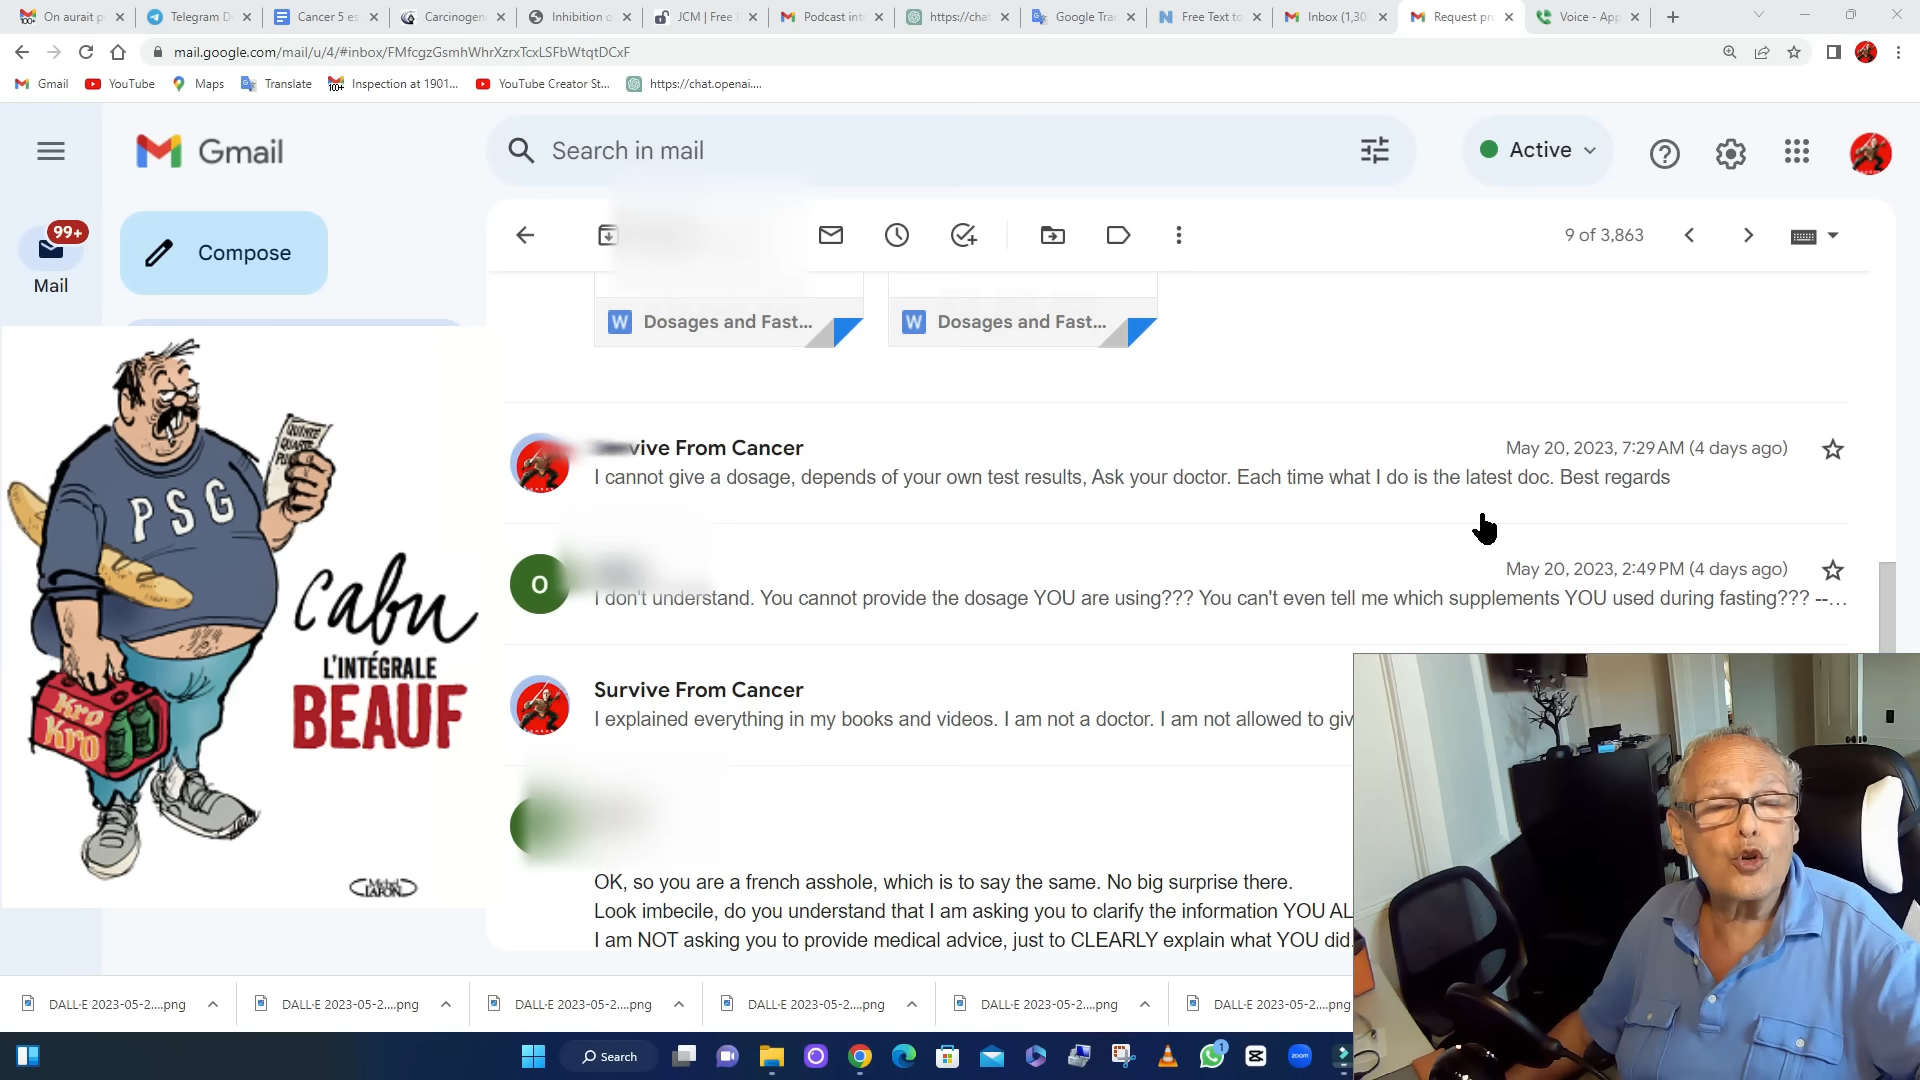 On aurait p
Telegram D
Cancer 5 es
Carcinogen
Inhibition o
JCM | Free
Podcast int
https://chat
Google Tra
Free Text to
Inbox (1,30
Request pr
Voice - App
mail.google.com/mail/u/4/#inbox/FMfcgzGsmhWhrXzrxTcxLSFbWtqtDCxF
Gmail
YouTube
Maps
Translate
Inspection at 1901...
YouTube Creator St...
https://chat.openai....
Gmail
Search in mail
Active
99+
Mail
Compose
9 of 3,863
Dosages and Fast...
Dosages and Fast...
vive From Cancer
May 20, 2023, 7:29 AM (4 days ago)
I cannot give a dosage, depends of your own test results, Ask your doctor. Each time what I do is the latest doc. Best regards
O
May 20, 2023, 2:49 PM (4 days ago)
I don't understand. You cannot provide the dosage YOU are using??? You can't even tell me which supplements YOU used during fasting??? --...
Survive From Cancer
I explained everything in my books and videos. I am not a doctor. I am not allowed to giv
OK, so you are a french asshole, which is to say the same. No big surprise there.
Look imbecile, do you understand that I am asking you to clarify the information YOU AL
I am NOT asking you to provide medical advice, just to CLEARLY explain what YOU did.
PSG
QUINTÉ
QUARTÉ
Kro
Kro
Cabu
L'INTÉGRALE
BEAUF
Michel
LAFON
DALL·E 2023-05-2....png
DALL·E 2023-05-2....png
DALL·E 2023-05-2....png
DALL·E 2023-05-2....png
DALL·E 2023-05-2....png
DALL·E 2023-05-2....png
Search
1
zoom